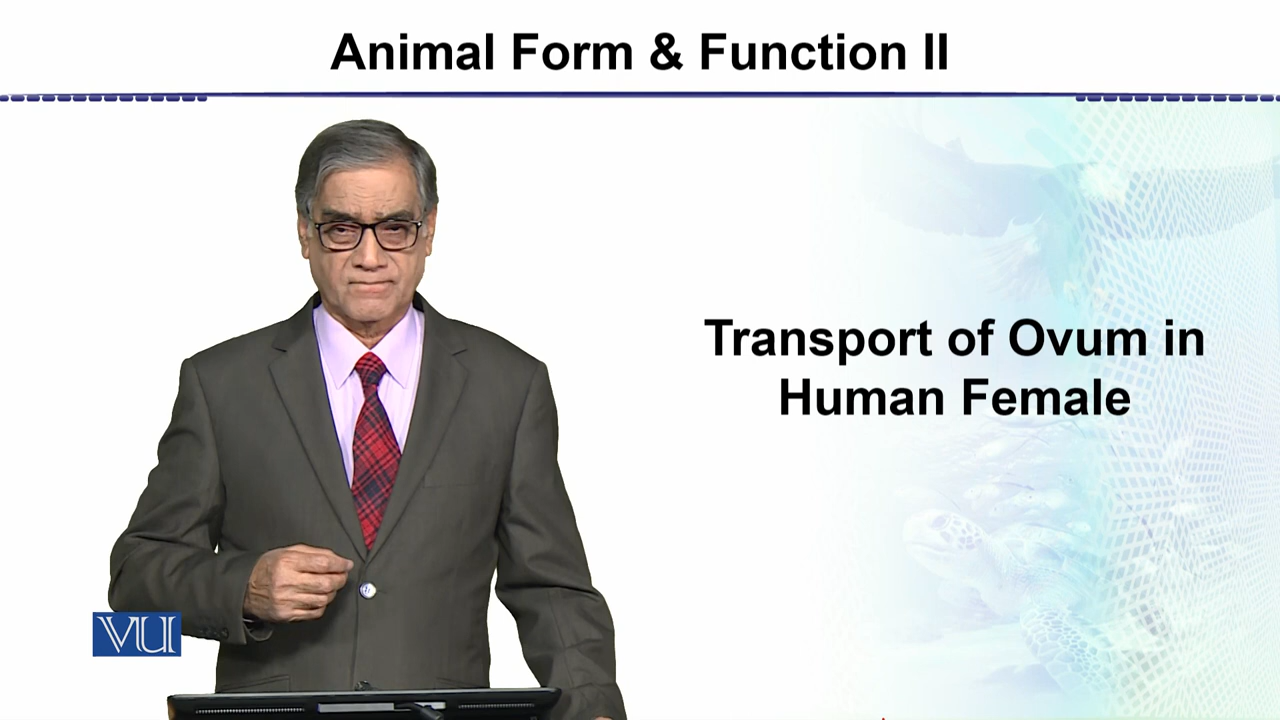 Animal Form & Function II
Transport of Ovum in
Human Female
VU